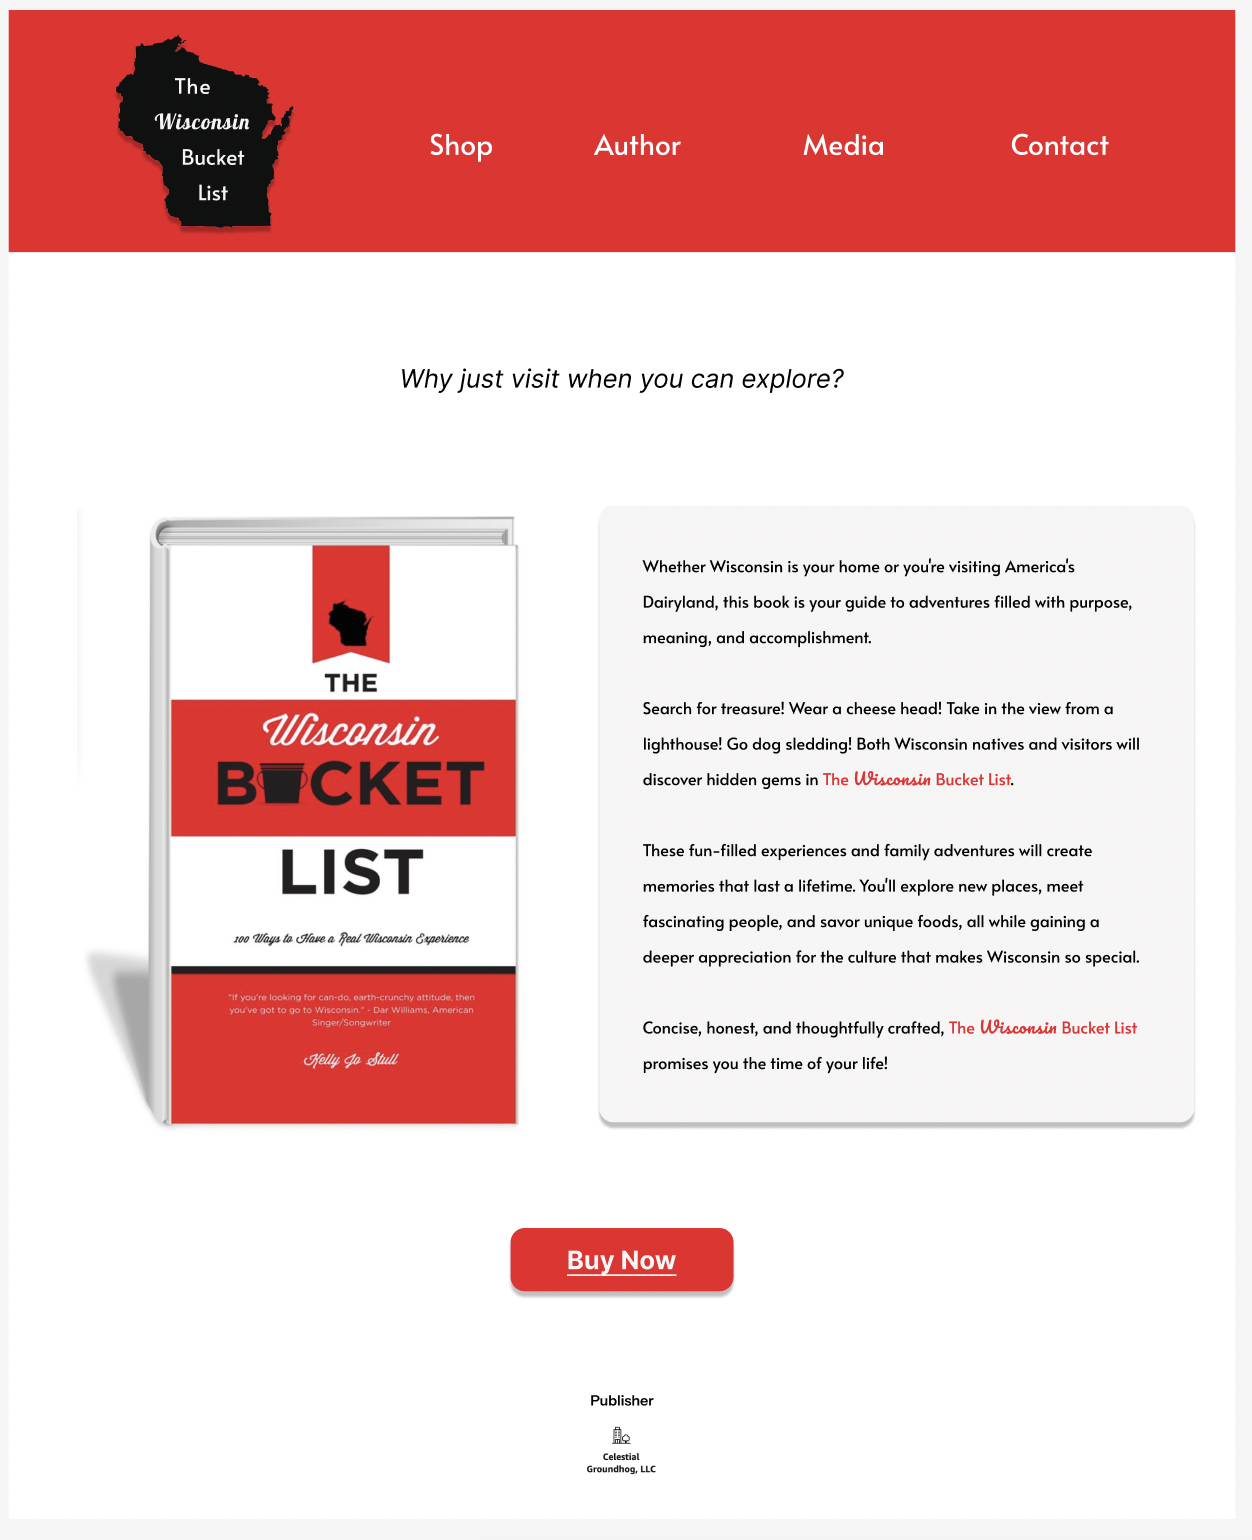 The
Wisconsin
Bucket
List
Shop Author Media Contact
Why just visit when you can explore?
THE
Wisconsin
BUCKET
LIST
100 Ways to Have a Real Wisconsin Experience
"If you're looking for can-do, earth-crunchy attitude, then
you've got to go to Wisconsin." - Dar Williams, American
Singer/Songwriter
Kelly Jo Stull
Whether Wisconsin is your home or you're visiting America's
Dairyland, this book is your guide to adventures filled with purpose,
meaning, and accomplishment.
Search for treasure! Wear a cheese head! Take in the view from a
lighthouse! Go dog sledding! Both Wisconsin natives and visitors will
discover hidden gems in The Wisconsin Bucket List.
These fun-filled experiences and family adventures will create
memories that last a lifetime. You'll explore new places, meet
fascinating people, and savor unique foods, all while gaining a
deeper appreciation for the culture that makes Wisconsin so special.
Concise, honest, and thoughtfully crafted, The Wisconsin Bucket List
promises you the time of your life!
Buy Now
Publisher
Celestial
Groundhog, LLC